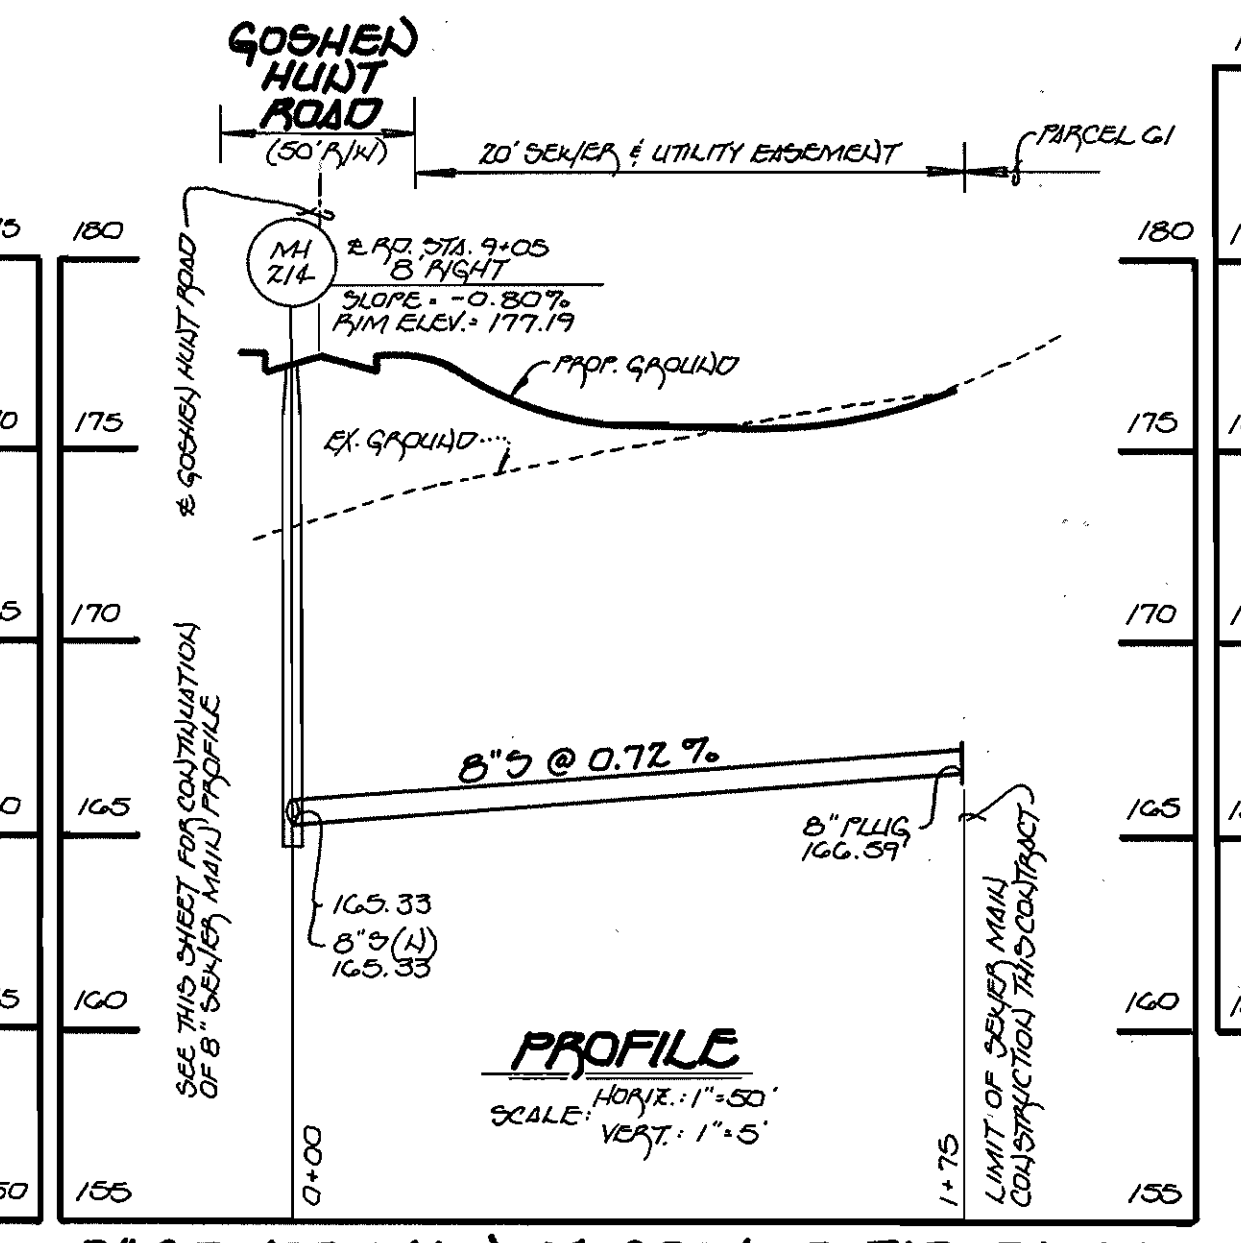 GOSHEN
HUNT
ROAD
(50' R/W)
20' SEWER & UTILITY EASEMENT
PARCEL 61
180
180
MH
214
℄ RD. STA. 9+05
8' RIGHT
SLOPE = -0.80%
RIM ELEV. = 177.19
℄ GOSHEN HUNT ROAD
PROP. GROUND
EX. GROUND
175
175
170
170
SEE THIS SHEET FOR CONTINUATION
OF 8" SEWER MAIN PROFILE
8"S @ 0.72 %
165
165
8" PLUG
166.59
165.33
8"S (N)
165.33
LIMIT OF SEWER MAIN
CONSTRUCTION THIS CONTRACT
160
160
PROFILE
SCALE: HORIZ.: 1"=50'
VERT.: 1"=5'
0+00
1+75
155
155